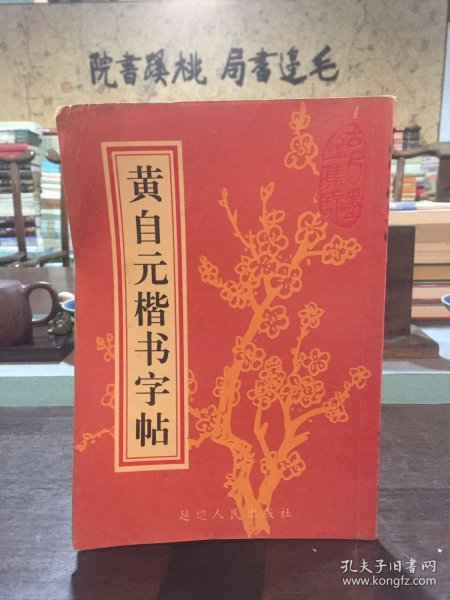 毛邊書局 桃蹊書院
黄自元楷书字帖
延边人民出版社
孔夫子旧书网
www.kongfz.com